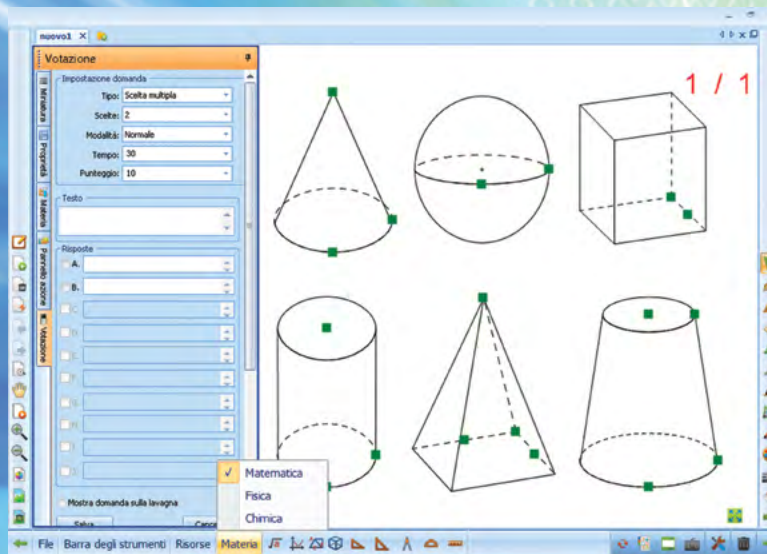 nuovo1
Votazione
Miniatura
Proprietà
Materia
Pannello azione
Votazione
Impostazione domanda
Tipo: Scelta multipla
Scelte: 2
Modalità: Normale
Tempo: 30
Punteggio: 10
Testo
Risposte
A.
B.
C.
D.
E.
F.
G.
H.
I.
J.
Mostra domanda sulla lavagna
Salva
1 / 1
Matematica
Fisica
Chimica
File Barra degli strumenti Risorse Materia